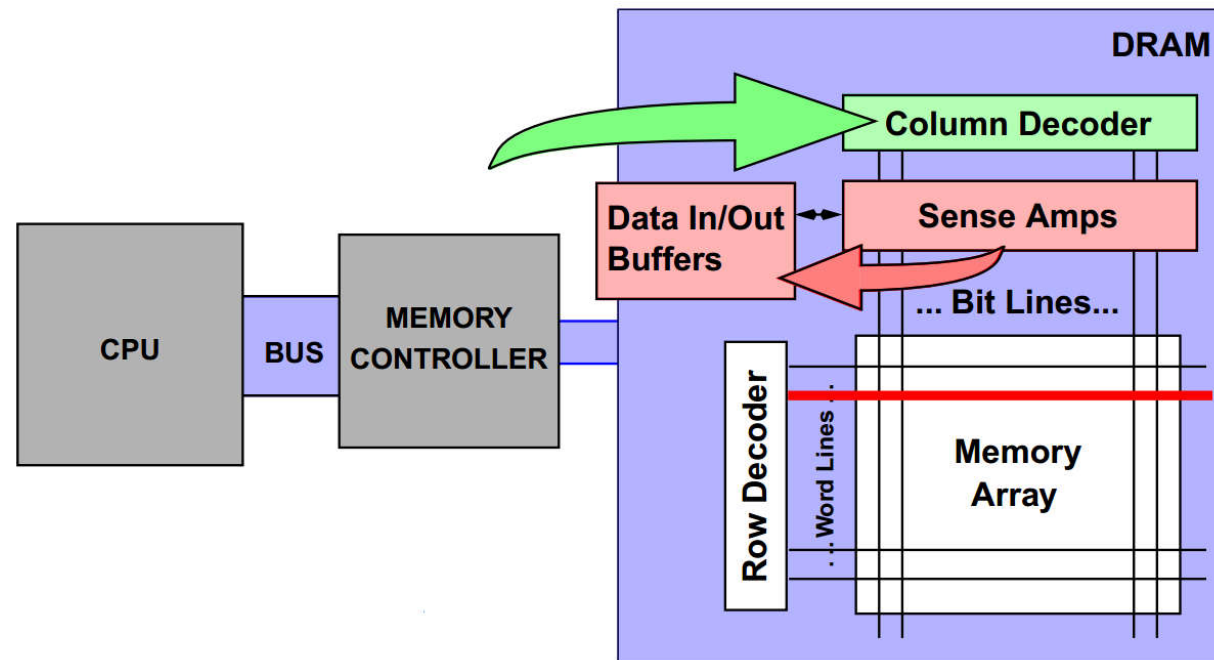 DRAM
Column Decoder
Data In/Out
Buffers
Sense Amps
... Bit Lines...
CPU
BUS
MEMORY
CONTROLLER
Row Decoder
. . . Word Lines . . .
Memory
Array